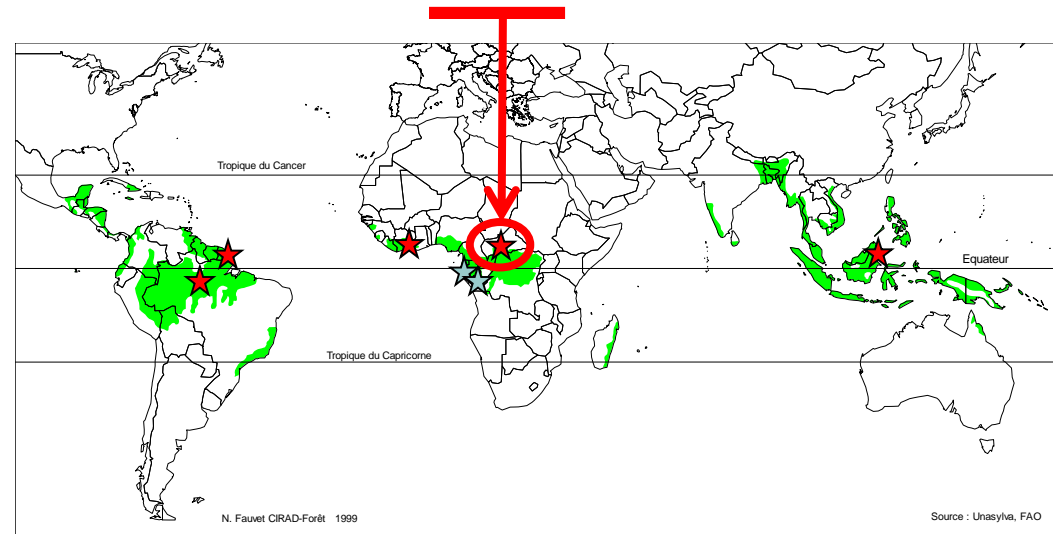 Tropique du Cancer
Equateur
Tropique du Capricorne
N. Fauvet CIRAD-Forêt 1999
Source : Unasylva, FAO